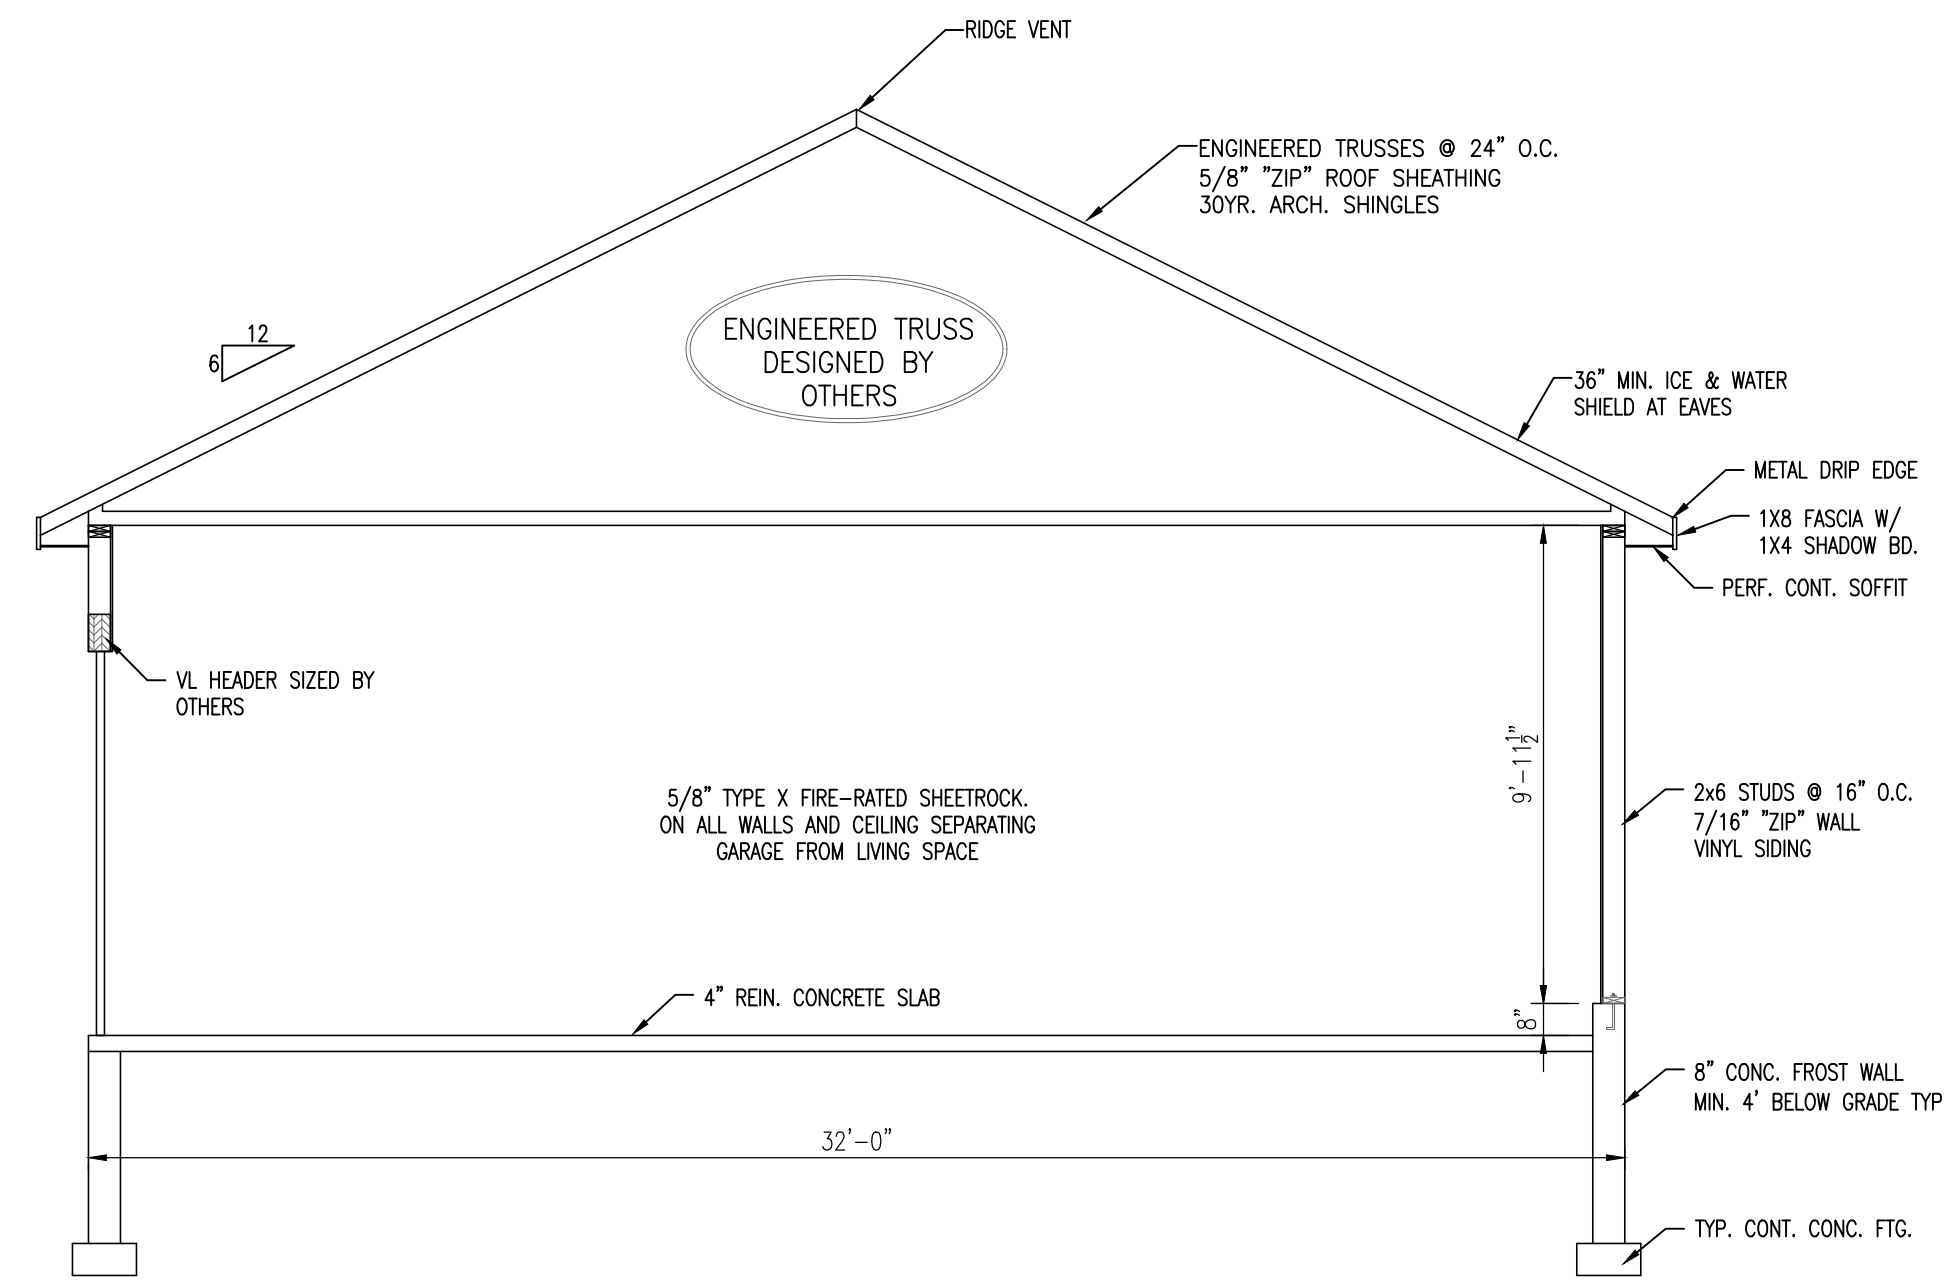 RIDGE VENT
ENGINEERED TRUSSES @ 24" O.C.
5/8" "ZIP" ROOF SHEATHING
30YR. ARCH. SHINGLES
12
6
ENGINEERED TRUSS
DESIGNED BY
OTHERS
36" MIN. ICE & WATER
SHIELD AT EAVES
METAL DRIP EDGE
1X8 FASCIA W/
1X4 SHADOW BD.
PERF. CONT. SOFFIT
VL HEADER SIZED BY
OTHERS
9'-11 1/2"
5/8" TYPE X FIRE-RATED SHEETROCK.
ON ALL WALLS AND CEILING SEPARATING
GARAGE FROM LIVING SPACE
2x6 STUDS @ 16" O.C.
7/16" "ZIP" WALL
VINYL SIDING
4" REIN. CONCRETE SLAB
8"
8" CONC. FROST WALL
MIN. 4' BELOW GRADE TYP
32'-0"
TYP. CONT. CONC. FTG.